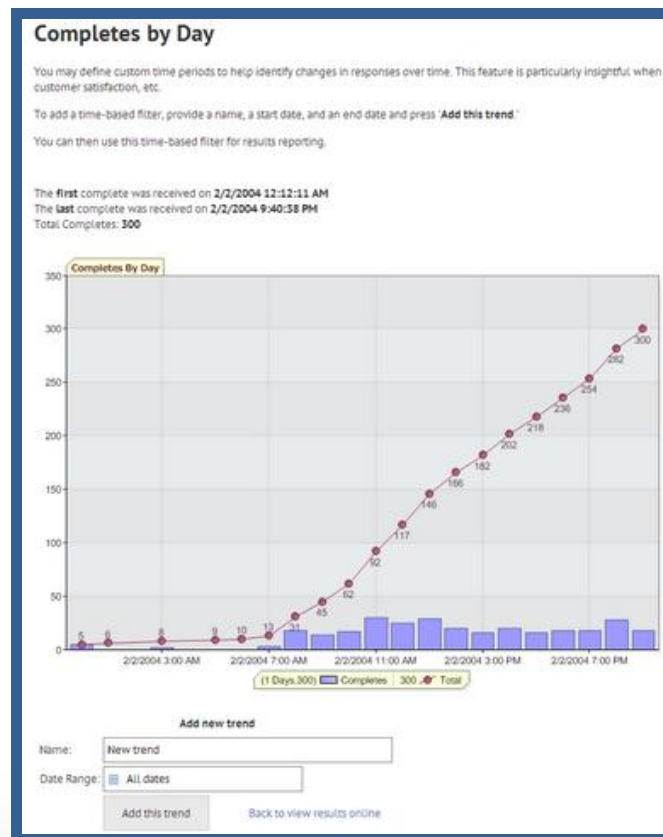 Completes by Day
You may define custom time periods to help identify changes in responses over time. This feature is particularly insightful when
customer satisfaction, etc.
To add a time-based filter, provide a name, a start date, and an end date and press 'Add this trend.'
You can then use this time-based filter for results reporting.
The first complete was received on 2/2/2004 12:12:11 AM
The last complete was received on 2/2/2004 9:40:38 PM
Total Completes: 300
Completes By Day
350
300
250
200
150
100
50
0
5 6 8 9 10 13 31 45 62 92 117 146 166 182 202 218 236 254 282 300
2/2/2004 3:00 AM 2/2/2004 7:00 AM 2/2/2004 11:00 AM 2/2/2004 3:00 PM 2/2/2004 7:00 PM
(1 Days,300) Completes 300 Total
Add new trend
Name: New trend
Date Range: All dates
Add this trend Back to view results online